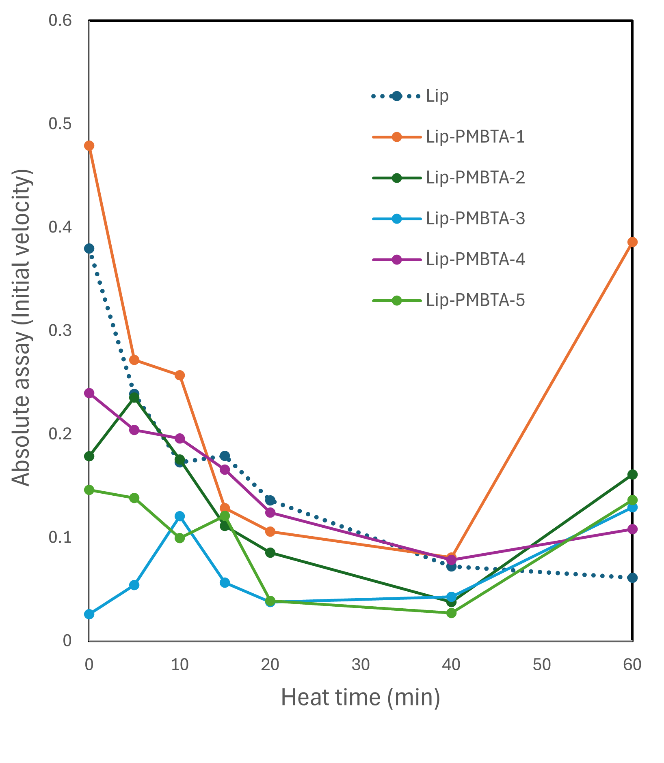 0.6
0.5
0.4
0.3
0.2
0.1
0
Absolute assay (Initial velocity)
Lip
Lip-PMBTA-1
Lip-PMBTA-2
Lip-PMBTA-3
Lip-PMBTA-4
Lip-PMBTA-5
0 10 20 30 40 50 60
Heat time (min)